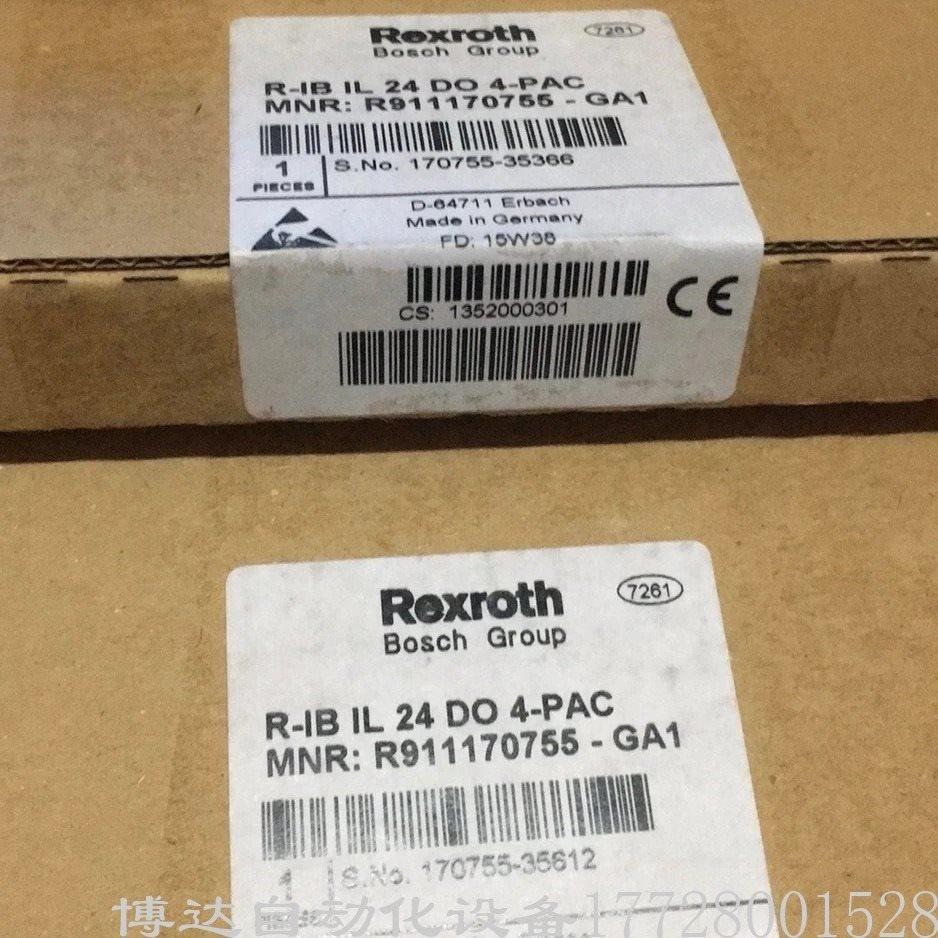 Rexroth
7261
Bosch Group
R-IB IL 24 DO 4-PAC
MNR: R911170755 - GA1
1
PIECES
S.No. 170755-35366
D-64711 Erbach
Made in Germany
FD: 15W38
CS: 1352000301
CE
Rexroth
7261
Bosch Group
R-IB IL 24 DO 4-PAC
MNR: R911170755 - GA1
1
S.No. 170755-35612
博达自动化设备17728001528